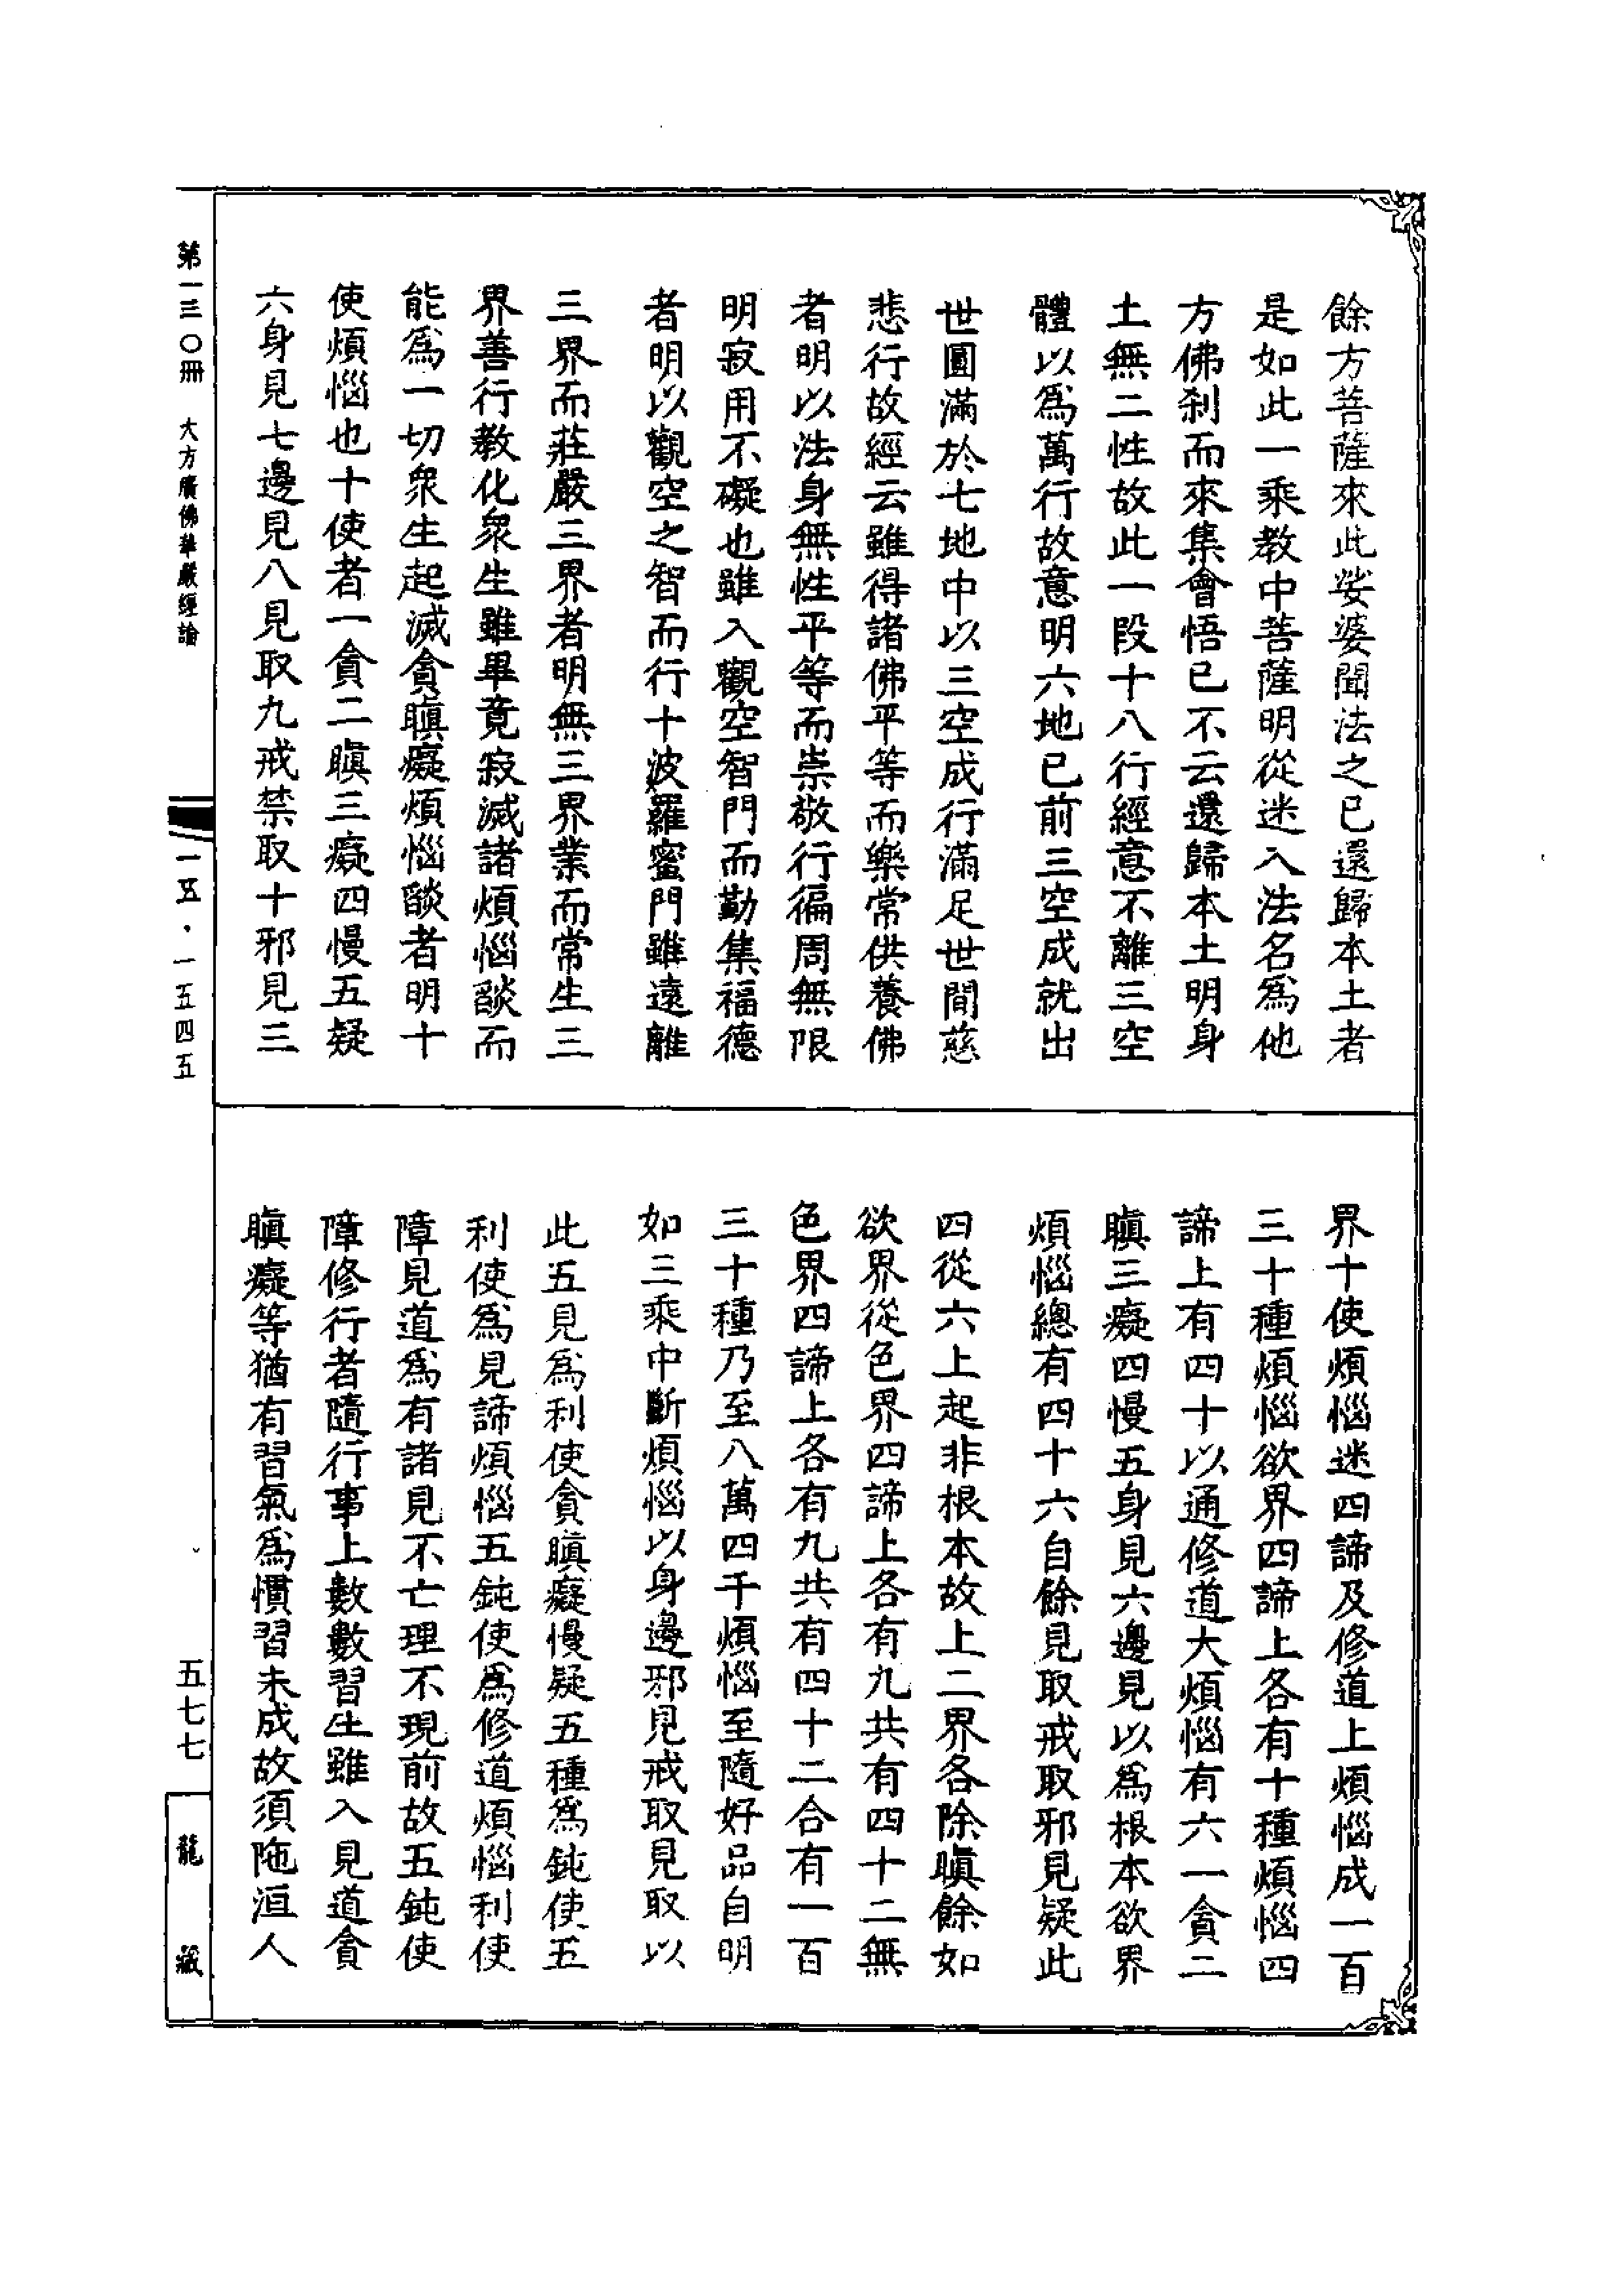 餘方菩薩來此娑婆聞法之已還歸本土者
是如此一乘教中菩薩明從迷入法名爲他
方佛刹而來集會悟已不云還歸本土明身
土無二性故此一段十八行經意不離三空
體以爲萬行故意明六地已前三空成就出
世圓滿於七地中以三空成行滿足世間慈
悲行故經云雖得諸佛平等而樂常供養佛
者明以法身無性平等而崇敬行徧周無限
明寂用不礙也雖入觀空智門而勤集福德
者明以觀空之智而行十波羅蜜門雖遠離
三界而莊嚴三界者明無三界業而常生三
界善行教化衆生雖畢竟寂滅諸煩惱燄而
能爲一切衆生起滅貪瞋癡煩惱燄者明十
使煩惱也十使者一貪二瞋三癡四慢五疑
六身見七邊見八見取九戒禁取十邪見三
界十使煩惱迷四諦及修道上煩惱成一百
三十種煩惱欲界四諦上各有十種煩惱四
諦上有四十以通修道大煩惱有六一貪二
瞋三癡四慢五身見六邊見以爲根本欲界
煩惱總有四十六自餘見取戒取邪見疑此
四從六上起非根本故上二界各除瞋餘如
欲界從色界四諦上各有九共有四十二無
色界四諦上各有九共有四十二合有一百
三十種乃至八萬四千煩惱至隨好品自明
如三乘中斷煩惱以身邊邪見戒取見取以
此五見爲利使貪瞋癡慢疑五種爲鈍使五
利使爲見諦煩惱五鈍使爲修道煩惱利使
障見道爲有諸見不亡理不現前故五鈍使
障修行者隨行事上數數習生雖入見道貪
瞋癡等猶有習氣爲慣習未成故須陁洹人
第一三〇冊 大方廣佛華嚴經論
一五·一五四五
五七七
龍藏